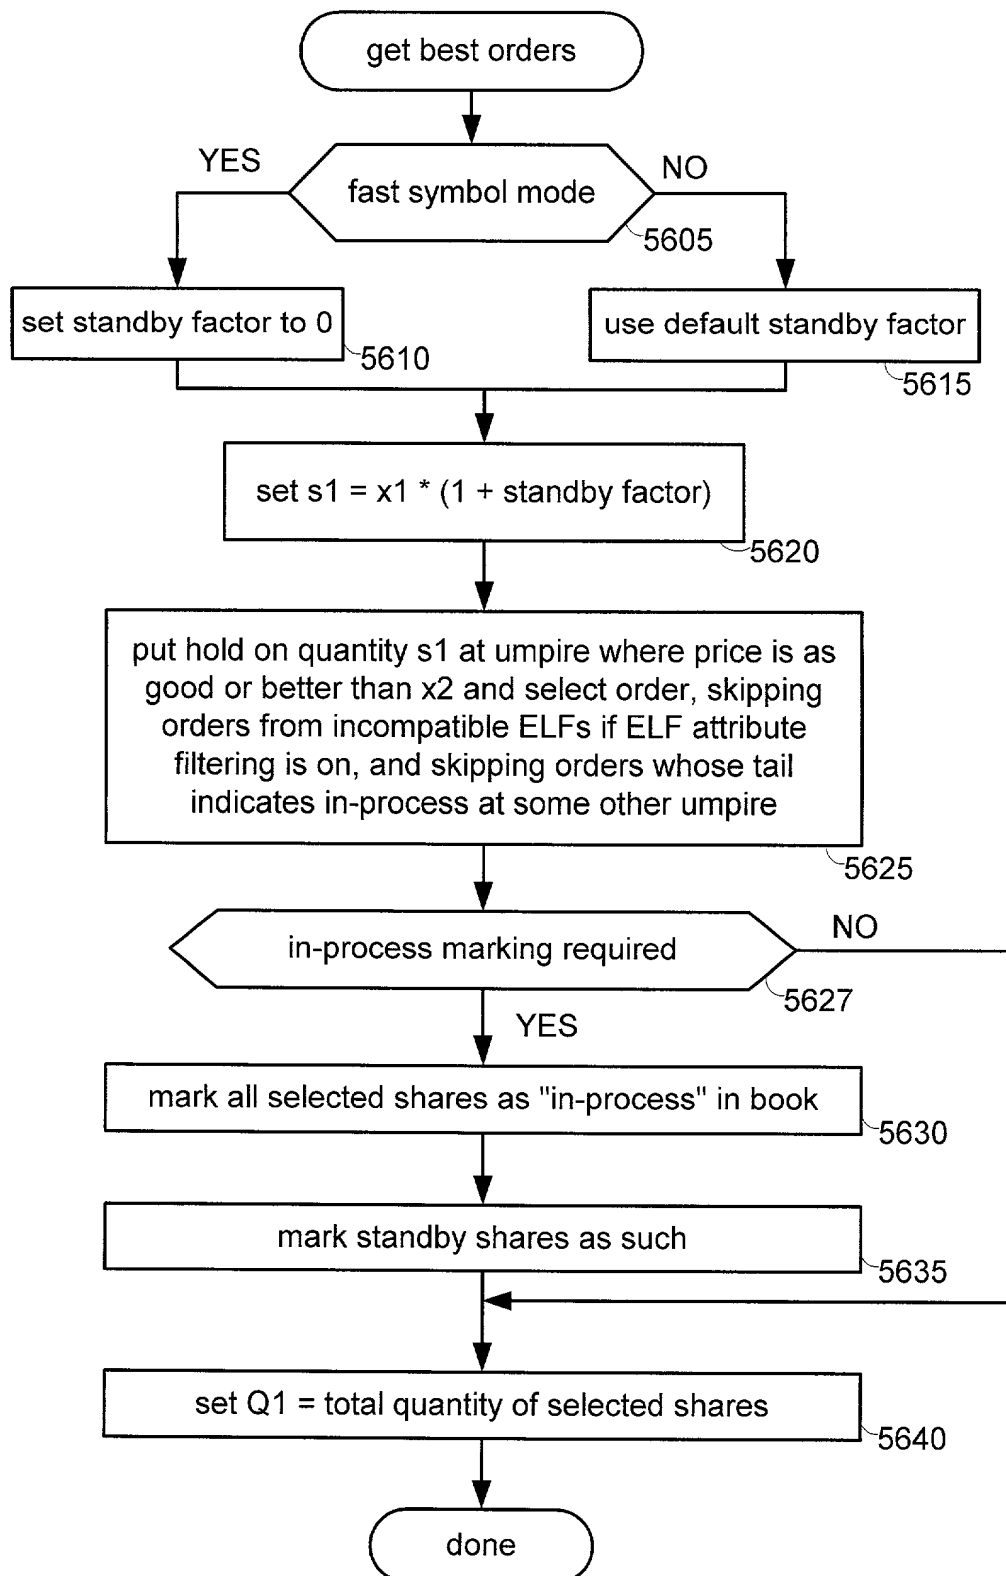 get best orders
YES
NO
fast symbol mode
5605
set standby factor to 0
5610
use default standby factor
5615
set s1 = x1 * (1 + standby factor)
5620
put hold on quantity s1 at umpire where price is as
good or better than x2 and select order, skipping
orders from incompatible ELFs if ELF attribute
filtering is on, and skipping orders whose tail
indicates in-process at some other umpire
5625
in-process marking required
NO
5627
YES
mark all selected shares as "in-process" in book
5630
mark standby shares as such
5635
set Q1 = total quantity of selected shares
5640
done